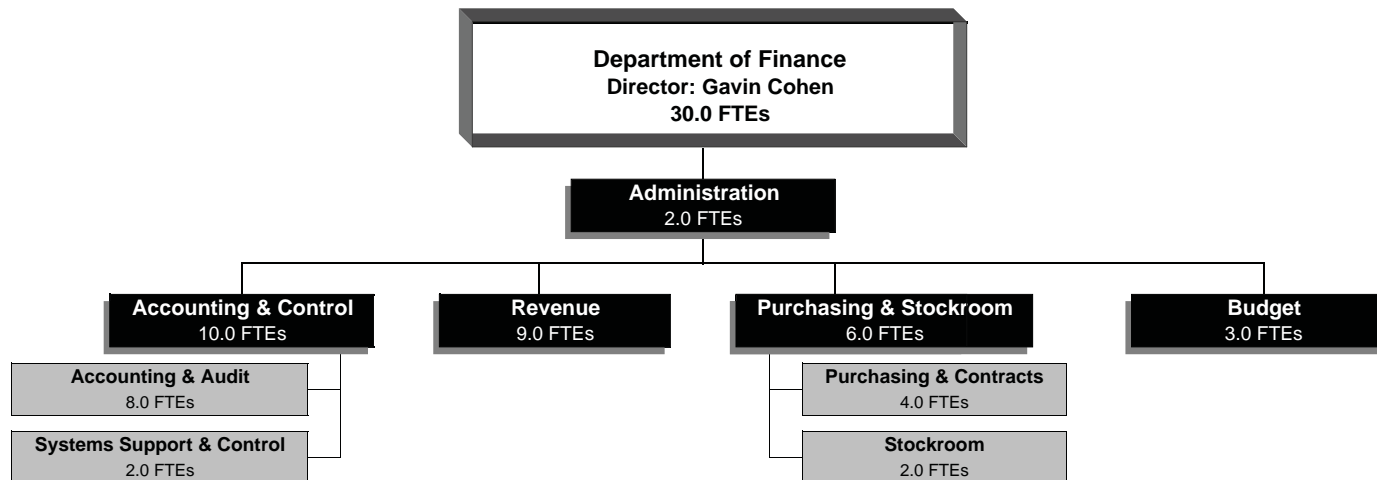 Department of Finance
Director: Gavin Cohen
30.0 FTEs
Administration
2.0 FTEs
Accounting & Control
10.0 FTEs
Revenue
9.0 FTEs
Purchasing & Stockroom
6.0 FTEs
Budget
3.0 FTEs
Accounting & Audit
8.0 FTEs
Systems Support & Control
2.0 FTEs
Purchasing & Contracts
4.0 FTEs
Stockroom
2.0 FTEs